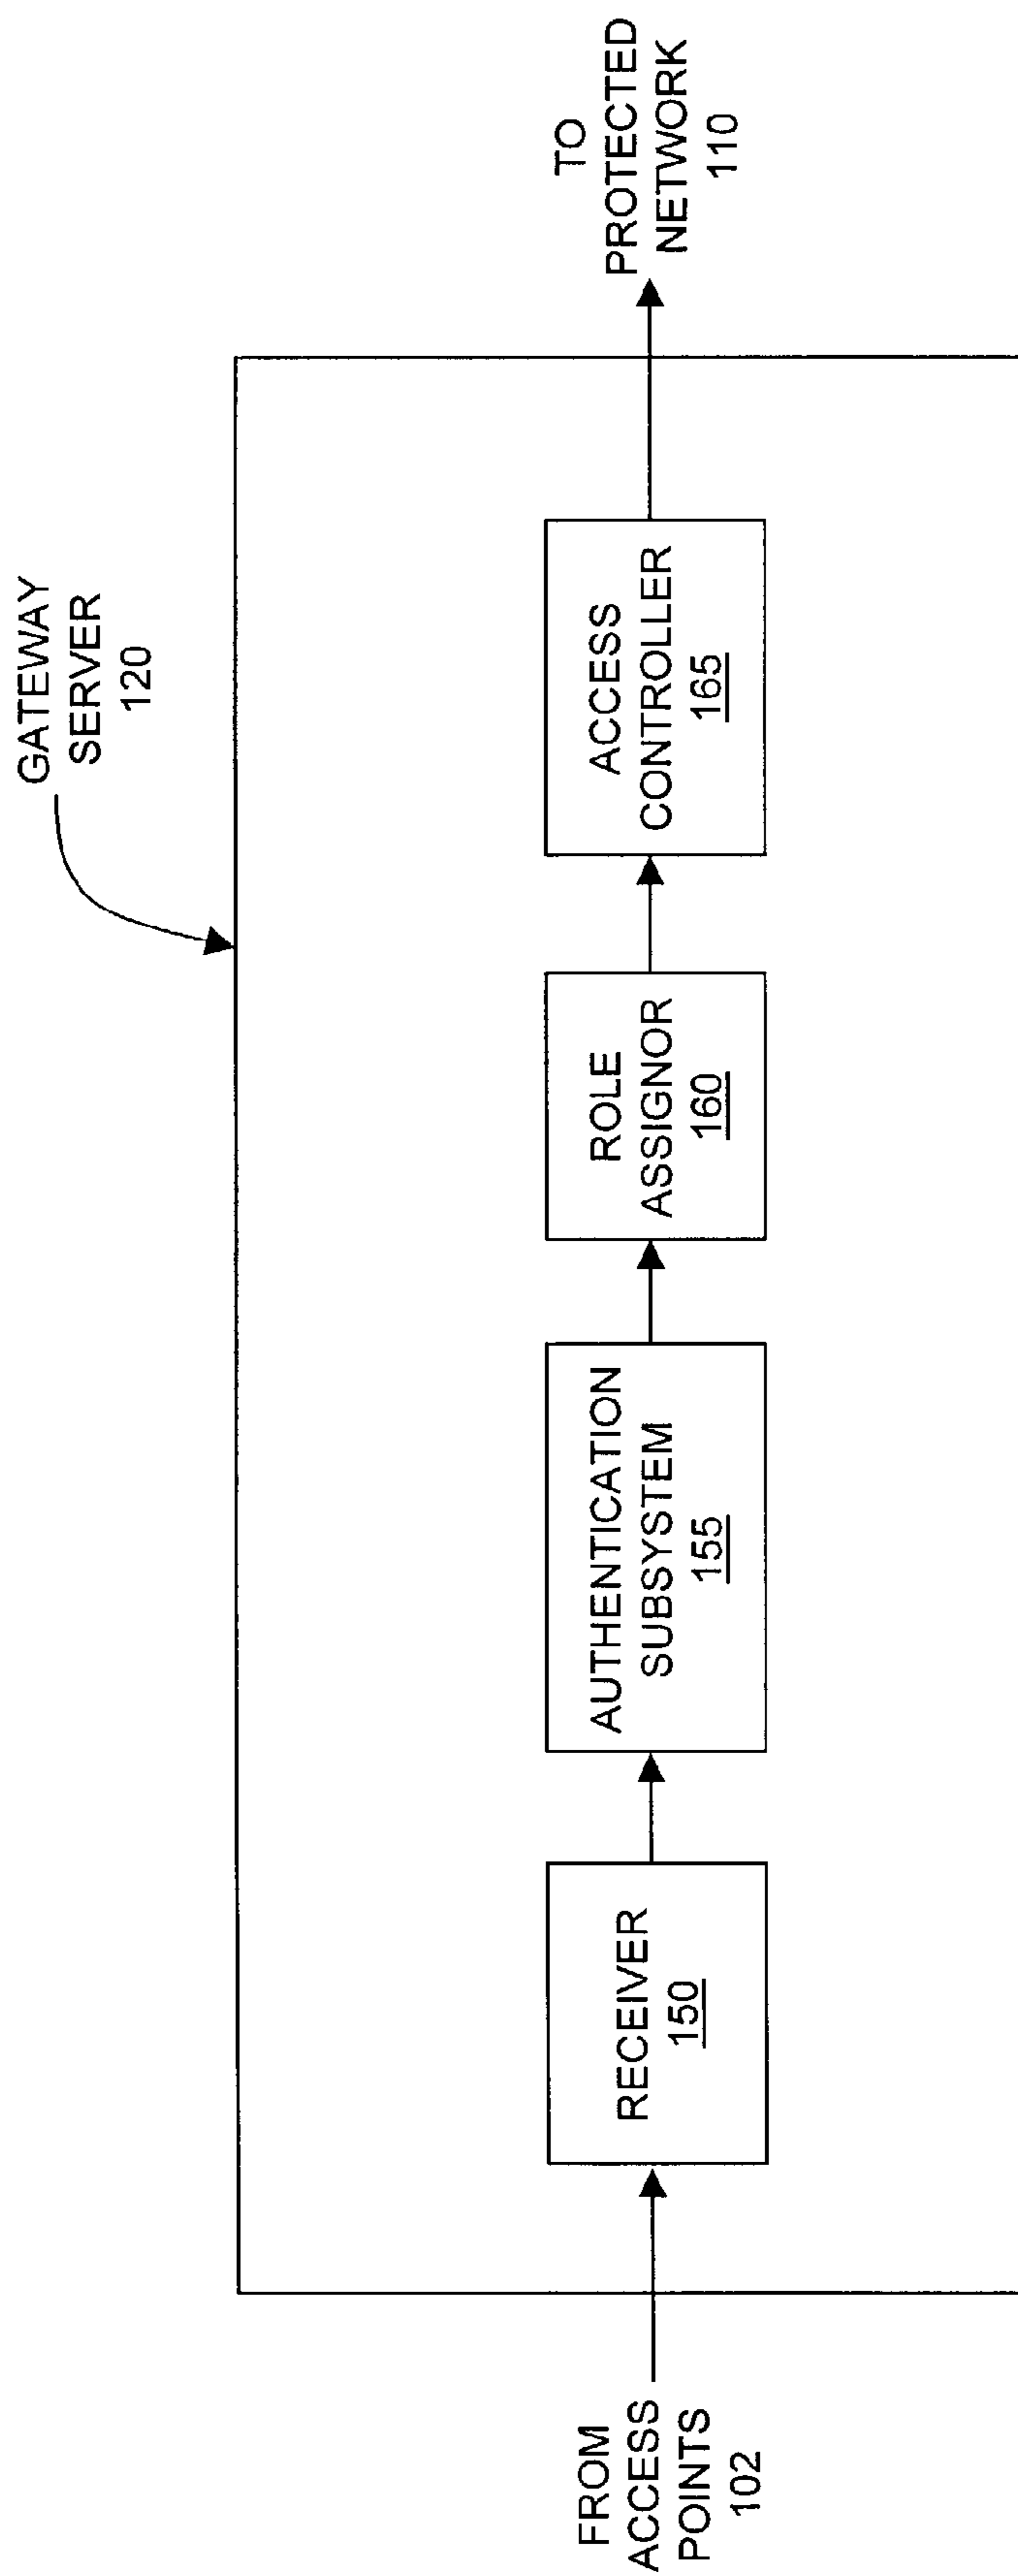 GATEWAY
SERVER
120
FROM
ACCESS
POINTS
102
RECEIVER
150
AUTHENTICATION
SUBSYSTEM
155
ROLE
ASSIGNOR
160
ACCESS
CONTROLLER
165
TO
PROTECTED
NETWORK
110